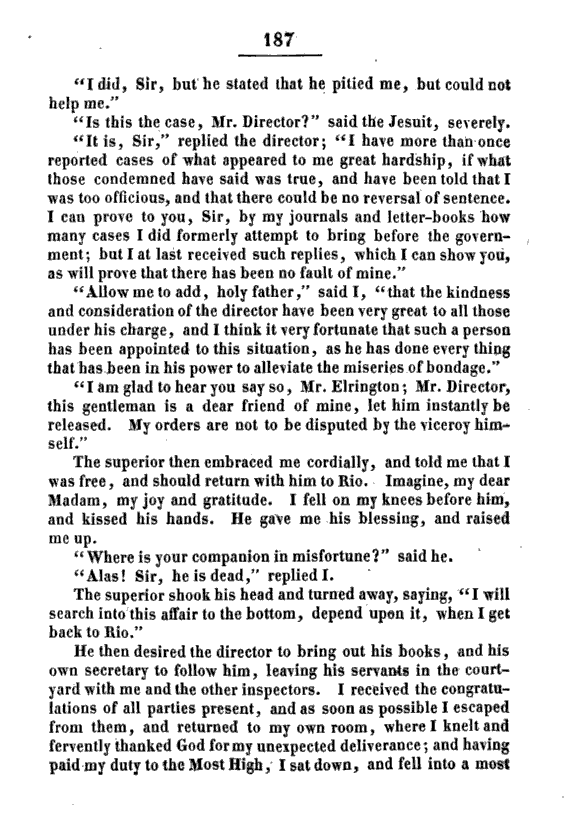 187
“I did, Sir, but he stated that he pitied me, but could not
help me.”
“Is this the case, Mr. Director?” said the Jesuit, severely.
“It is, Sir,” replied the director; “I have more than once
reported cases of what appeared to me great hardship, if what
those condemned have said was true, and have been told that I
was too officious, and that there could be no reversal of sentence.
I can prove to you, Sir, by my journals and letter-books how
many cases I did formerly attempt to bring before the govern-
ment; but I at last received such replies, which I can show you,
as will prove that there has been no fault of mine.”
“Allow me to add, holy father,” said I, “that the kindness
and consideration of the director have been very great to all those
under his charge, and I think it very fortunate that such a person
has been appointed to this situation, as he has done every thing
that has been in his power to alleviate the miseries of bondage.”
“I am glad to hear you say so, Mr. Elrington; Mr. Director,
this gentleman is a dear friend of mine, let him instantly be
released. My orders are not to be disputed by the viceroy him-
self.”
The superior then embraced me cordially, and told me that I
was free, and should return with him to Rio. Imagine, my dear
Madam, my joy and gratitude. I fell on my knees before him,
and kissed his hands. He gave me his blessing, and raised
me up.
“Where is your companion in misfortune?” said he.
“Alas! Sir, he is dead,” replied I.
The superior shook his head and turned away, saying, “I will
search into this affair to the bottom, depend upon it, when I get
back to Rio.”
He then desired the director to bring out his books, and his
own secretary to follow him, leaving his servants in the court-
yard with me and the other inspectors. I received the congratu-
lations of all parties present, and as soon as possible I escaped
from them, and returned to my own room, where I knelt and
fervently thanked God for my unexpected deliverance; and having
paid my duty to the Most High, I sat down, and fell into a most